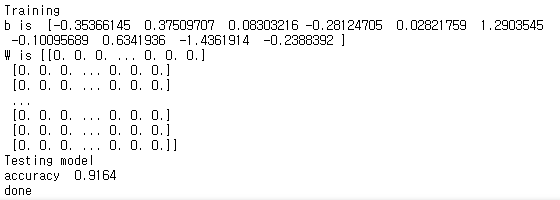 Training
b is  [-0.35366145  0.37509707  0.08303216 -0.28124705  0.02821759  1.2903545
 -0.10095689  0.6341936  -1.4361914  -0.2388392 ]
W is [[0. 0. 0. ... 0. 0. 0.]
 [0. 0. 0. ... 0. 0. 0.]
 [0. 0. 0. ... 0. 0. 0.]
 ...
 [0. 0. 0. ... 0. 0. 0.]
 [0. 0. 0. ... 0. 0. 0.]
 [0. 0. 0. ... 0. 0. 0.]]
Testing model
accuracy  0.9164
done